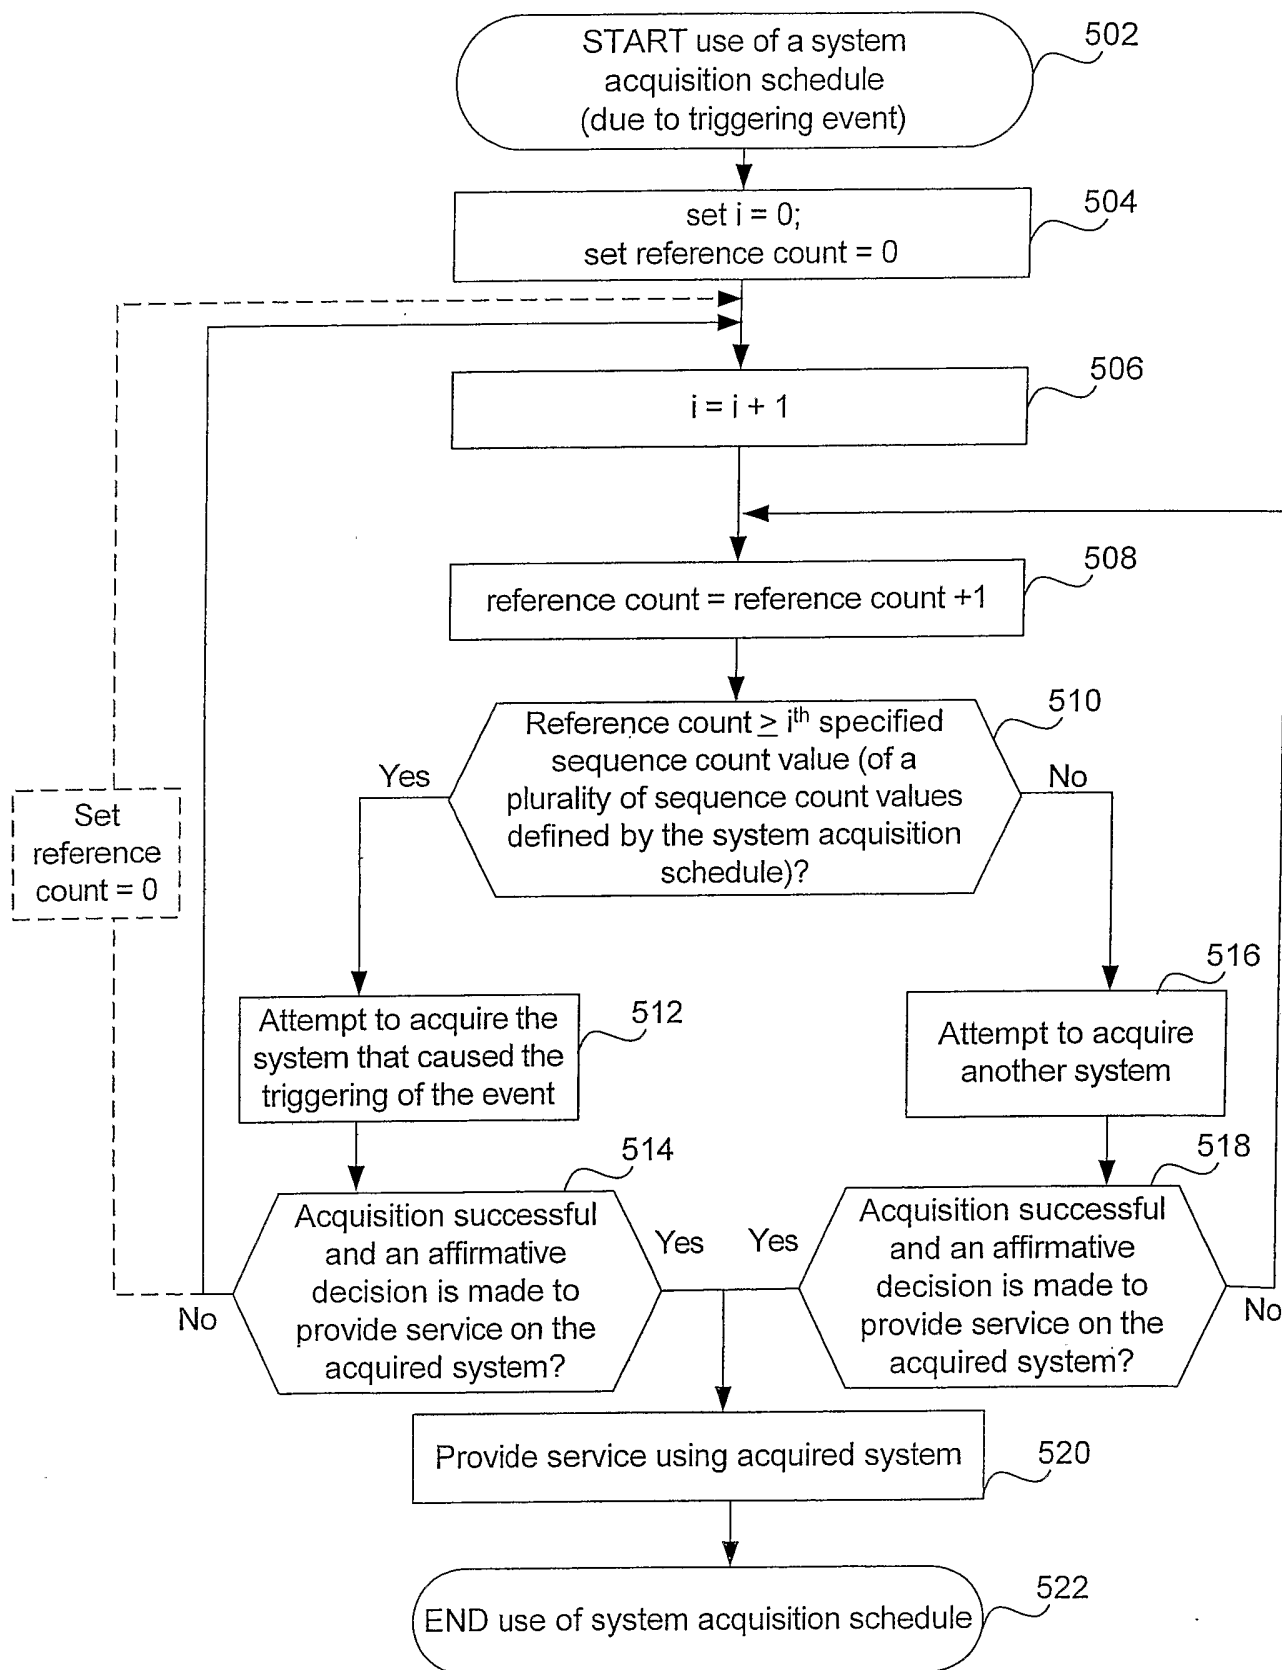 START use of a system
acquisition schedule
(due to triggering event)
502
set i = 0;
set reference count = 0
504
i = i + 1
506
reference count = reference count +1
508
Reference count ≥ iᵗʰ specified
sequence count value (of a
plurality of sequence count values
defined by the system acquisition
schedule)?
510
Yes
No
Set
reference
count = 0
Attempt to acquire the
system that caused the
triggering of the event
512
Attempt to acquire
another system
516
Acquisition successful
and an affirmative
decision is made to
provide service on the
acquired system?
514
No
Yes
Yes
Acquisition successful
and an affirmative
decision is made to
provide service on the
acquired system?
518
No
Provide service using acquired system
520
END use of system acquisition schedule
522